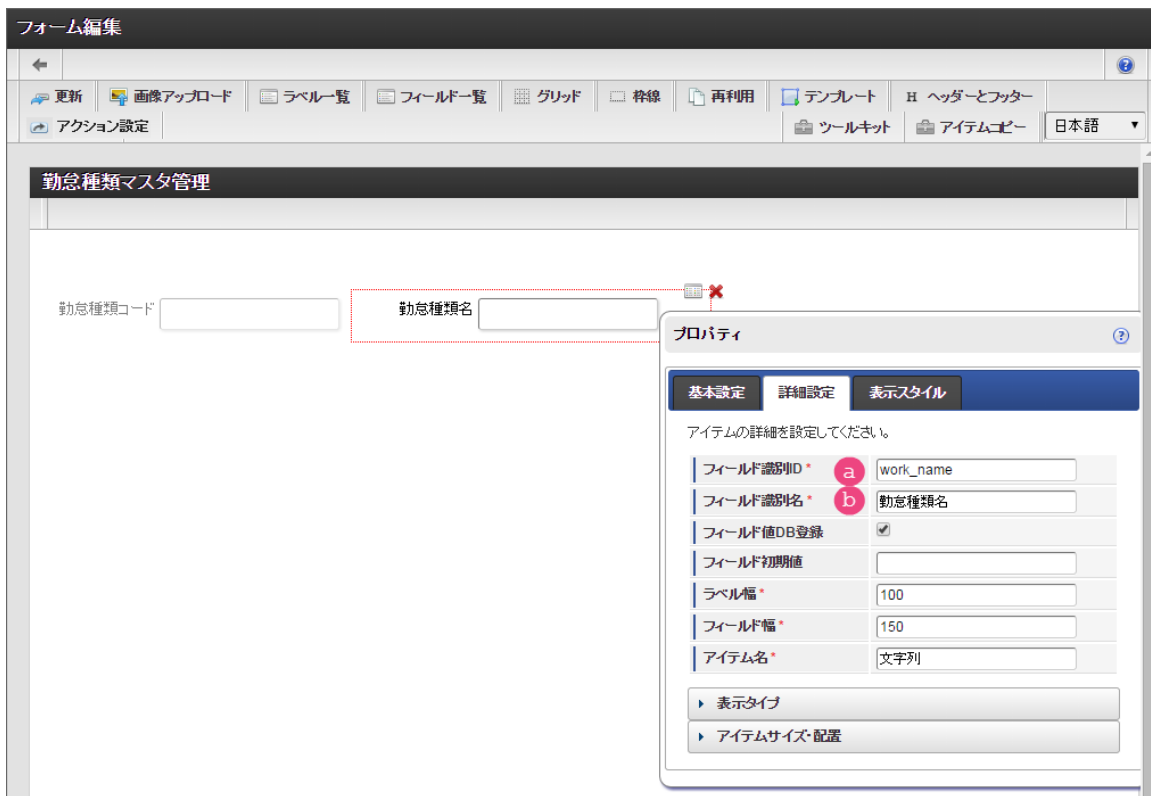 フォーム編集
更新 画像アップロード ラベル一覧 フィールド一覧 グリッド 枠線 再利用 テンプレート H ヘッダーとフッター
アクション設定 ツールキット アイテムコピー 日本語
勤怠種類マスタ管理
勤怠種類コード 勤怠種類名
プロパティ
基本設定 詳細設定 表示スタイル
アイテムの詳細を設定してください。
フィールド識別ID * a work_name
フィールド識別名 * b 勤怠種類名
フィールド値DB登録
フィールド初期値
ラベル幅 * 100
フィールド幅 * 150
アイテム名 * 文字列
表示タイプ
アイテムサイズ・配置